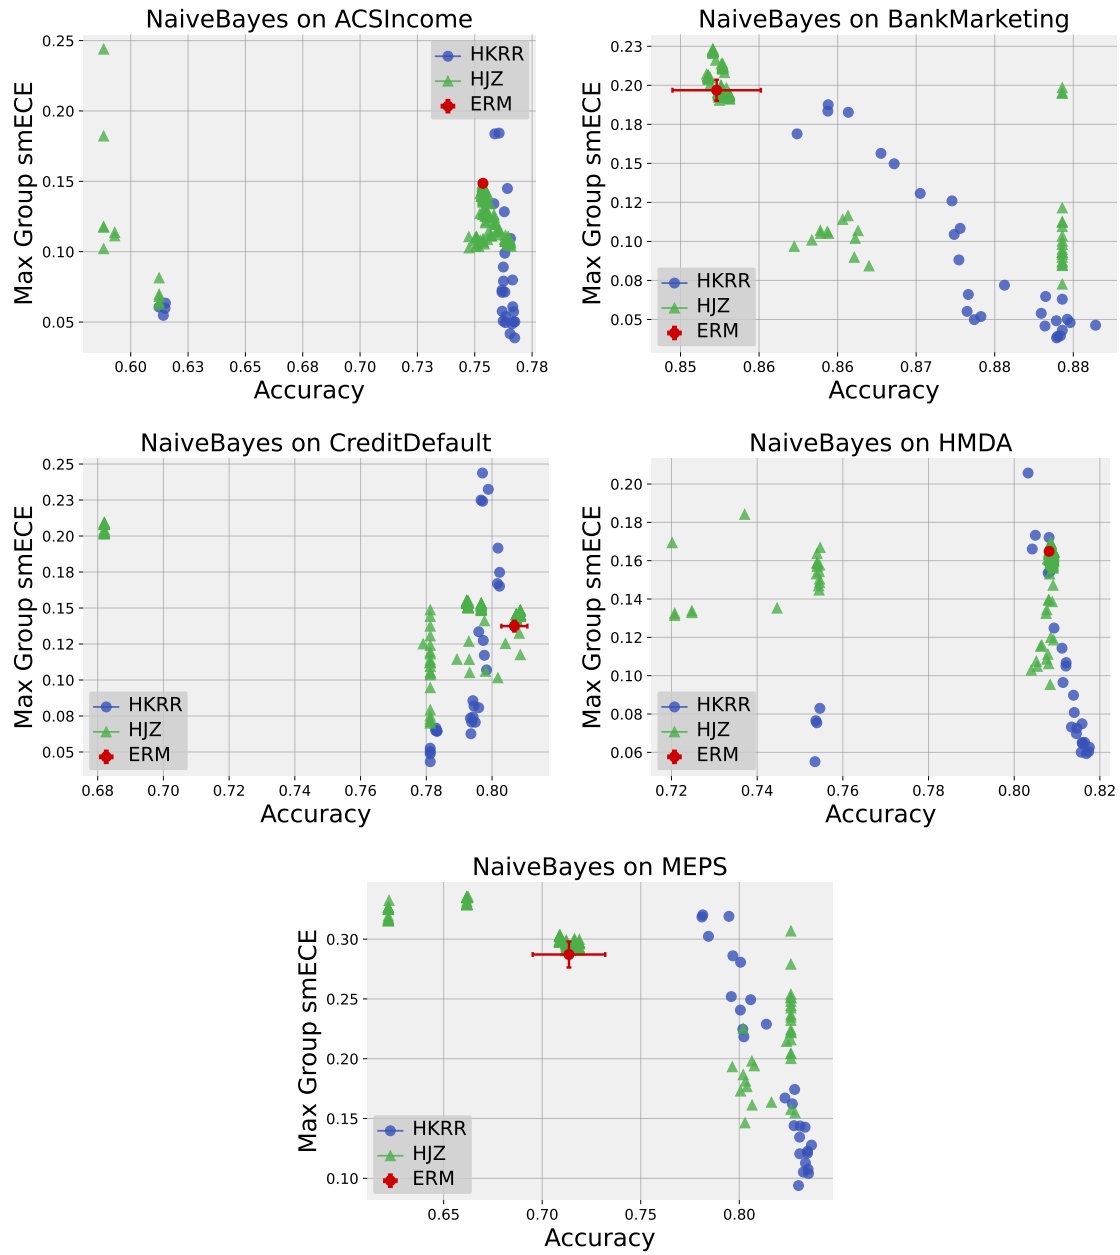 NaiveBayes on ACSIncome
Max Group smECE
0.25
0.20
0.15
0.10
0.05
0.60
0.63
0.65
0.68
0.70
0.73
0.75
0.78
Accuracy
HKRR
HJZ
ERM
NaiveBayes on BankMarketing
Max Group smECE
0.23
0.20
0.18
0.15
0.12
0.10
0.08
0.05
0.85
0.86
0.86
0.87
0.88
0.88
Accuracy
HKRR
HJZ
ERM
NaiveBayes on CreditDefault
Max Group smECE
0.25
0.23
0.20
0.18
0.15
0.12
0.10
0.08
0.05
0.68
0.70
0.72
0.74
0.76
0.78
0.80
Accuracy
HKRR
HJZ
ERM
NaiveBayes on HMDA
Max Group smECE
0.20
0.18
0.16
0.14
0.12
0.10
0.08
0.06
0.72
0.74
0.76
0.78
0.80
0.82
Accuracy
HKRR
HJZ
ERM
NaiveBayes on MEPS
Max Group smECE
0.30
0.25
0.20
0.15
0.10
0.65
0.70
0.75
0.80
Accuracy
HKRR
HJZ
ERM